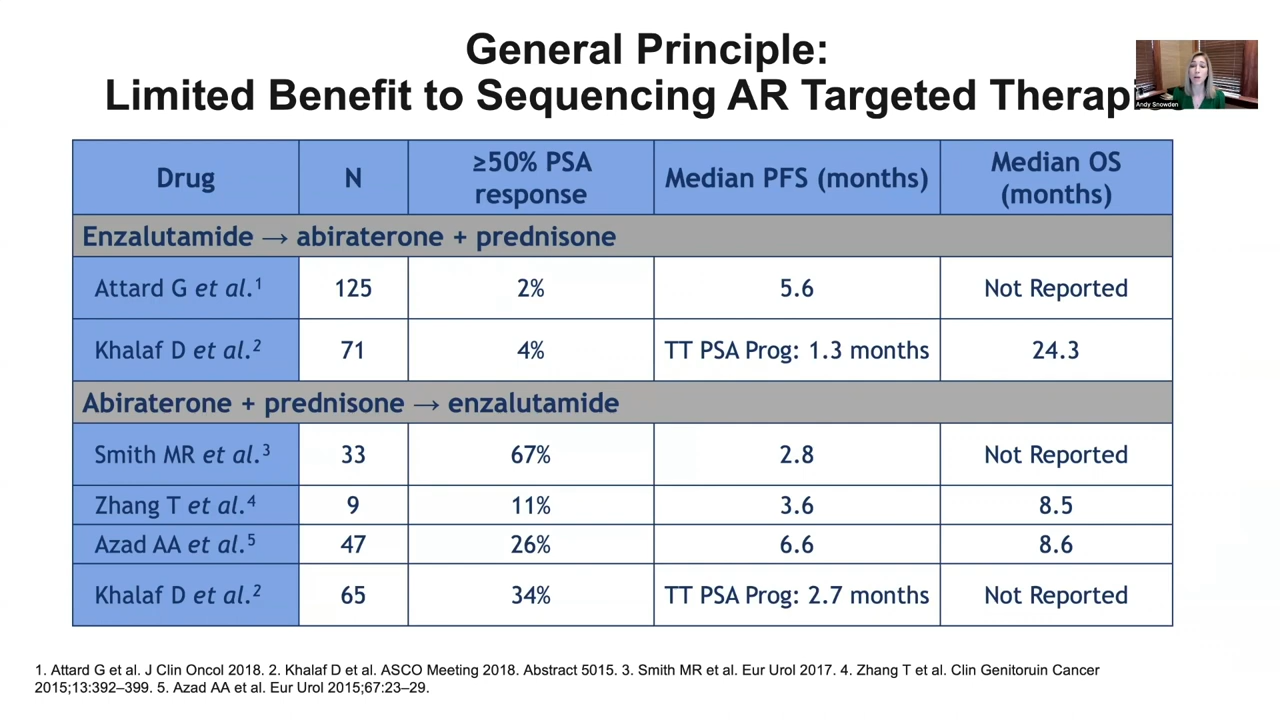 General Principle:
Limited Benefit to Sequencing AR Targeted Therap
Andy Snowden
Drug N ≥50% PSA response Median PFS (months) Median OS (months)
Enzalutamide → abiraterone + prednisone
Attard G et al.1 125 2% 5.6 Not Reported
Khalaf D et al.2 71 4% TT PSA Prog: 1.3 months 24.3
Abiraterone + prednisone → enzalutamide
Smith MR et al.3 33 67% 2.8 Not Reported
Zhang T et al.4 9 11% 3.6 8.5
Azad AA et al.5 47 26% 6.6 8.6
Khalaf D et al.2 65 34% TT PSA Prog: 2.7 months Not Reported
1. Attard G et al. J Clin Oncol 2018. 2. Khalaf D et al. ASCO Meeting 2018. Abstract 5015. 3. Smith MR et al. Eur Urol 2017. 4. Zhang T et al. Clin Genitoruin Cancer
2015;13:392–399. 5. Azad AA et al. Eur Urol 2015;67:23–29.